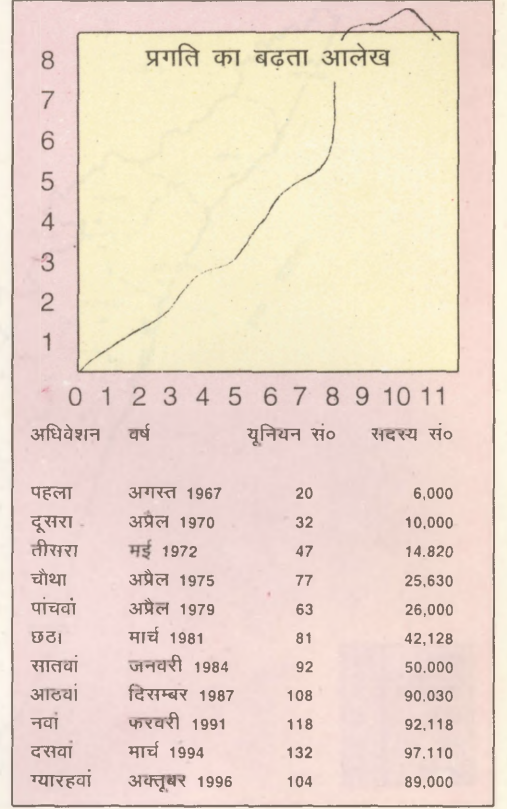 प्रगति का बढ़ता आलेख
8
7
6
5
4
3
2
1
0 1 2 3 4 5 6 7 8 9 10 11
अधिवेशन वर्ष यूनियन सं० सदस्य सं०
पहला अगस्त 1967 20 6,000
दूसरा अप्रैल 1970 32 10,000
तीसरा मई 1972 47 14.820
चौथा अप्रैल 1975 77 25,630
पांचवां अप्रैल 1979 63 26,000
छठा मार्च 1981 81 42,128
सातवां जनवरी 1984 92 50.000
आठवां दिसम्बर 1987 108 90.030
नवां फरवरी 1991 118 92,118
दसवां मार्च 1994 132 97.110
ग्यारहवां अक्तूबर 1996 104 89,000